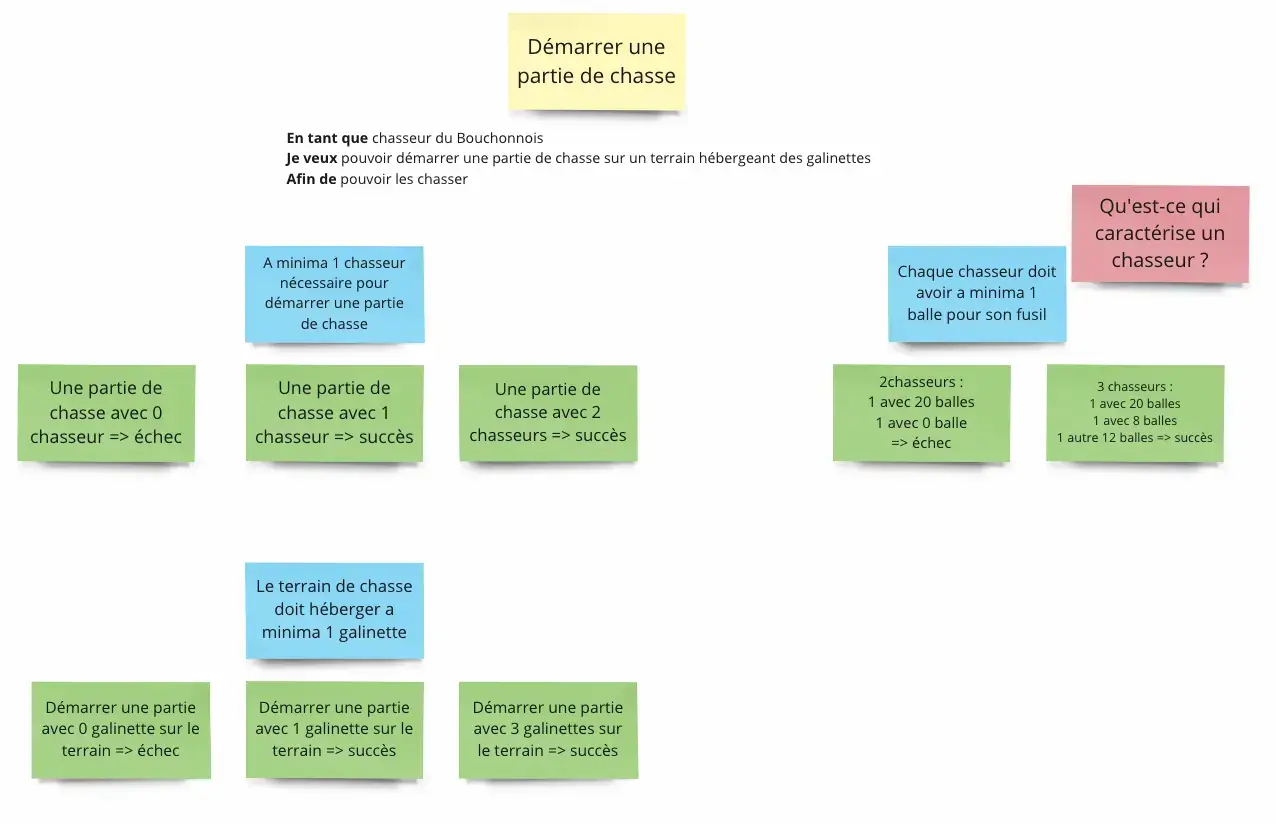 Démarrer une
partie de chasse
En tant que chasseur du Bouchonnois
Je veux pouvoir démarrer une partie de chasse sur un terrain hébergeant des galinettes
Afin de pouvoir les chasser
Qu'est-ce qui
caractérise un
chasseur ?
A minima 1 chasseur
nécessaire pour
démarrer une partie
de chasse
Chaque chasseur doit
avoir a minima 1
balle pour son fusil
Une partie de
chasse avec 0
chasseur => échec
Une partie de
chasse avec 1
chasseur => succès
Une partie de
chasse avec 2
chasseurs => succès
2chasseurs :
1 avec 20 balles
1 avec 0 balle
=> échec
3 chasseurs :
1 avec 20 balles
1 avec 8 balles
1 autre 12 balles => succès
Le terrain de chasse
doit héberger a
minima 1 galinette
Démarrer une partie
avec 0 galinette sur le
terrain => échec
Démarrer une partie
avec 1 galinette sur le
terrain => succès
Démarrer une partie
avec 3 galinettes sur
le terrain => succès